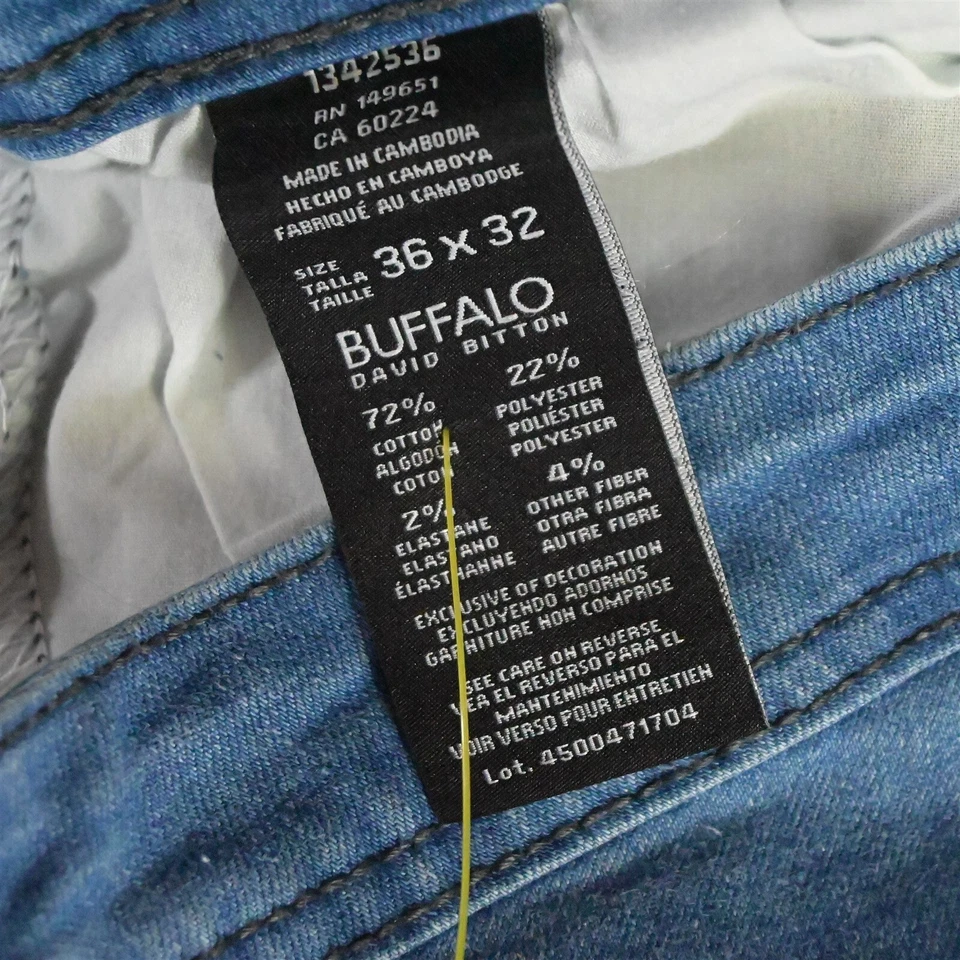 1342536
RN 149651
CA 60224
MADE IN CAMBODIA
HECHO EN CAMBOYA
FABRIQUÉ AU CAMBODGE
SIZE
TALLA
TAILLE
36 X 32
BUFFALO
DAVID BITTON
72%
COTTON
ALGODÓN
COTON
22%
POLYESTER
POLIÉSTER
POLYESTER
2%
ELASTANE
ELASTANO
ÉLASTHANNE
4%
OTHER FIBER
OTRA FIBRA
AUTRE FIBRE
EXCLUSIVE OF DECORATION
EXCLUYENDO ADORNOS
GARNITURE NON COMPRISE
SEE CARE ON REVERSE
VEA EL REVERSO PARA EL
MANTENIMIENTO
VOIR VERSO POUR ENTRETIEN
Lot. 4500471704